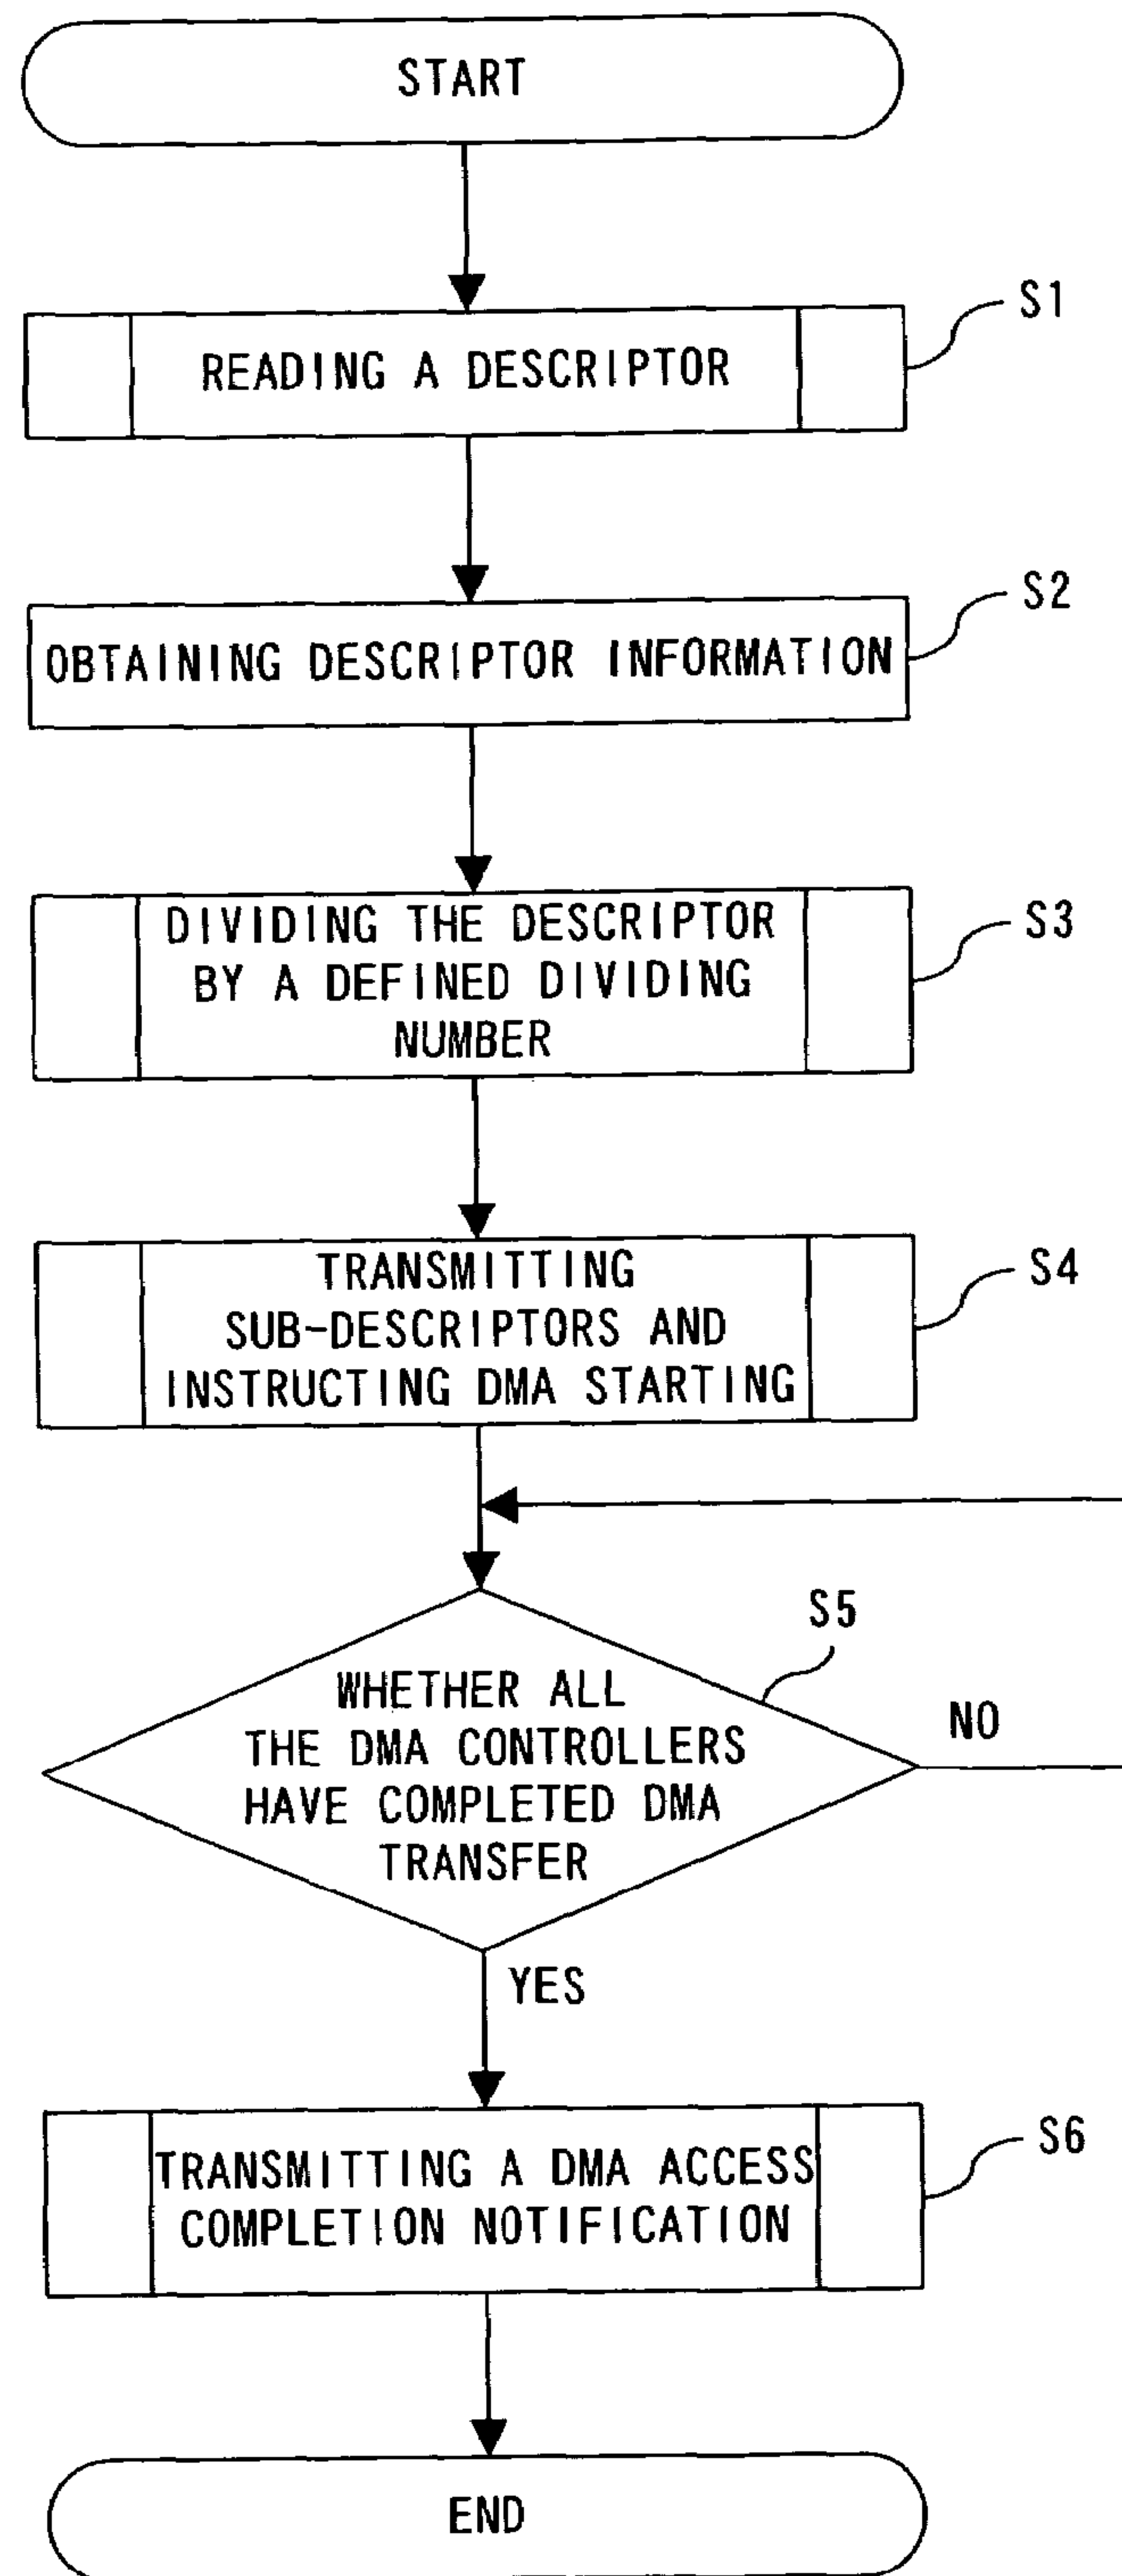 START
S1
READING A DESCRIPTOR
S2
OBTAINING DESCRIPTOR INFORMATION
S3
DIVIDING THE DESCRIPTOR
BY A DEFINED DIVIDING
NUMBER
S4
TRANSMITTING
SUB-DESCRIPTORS AND
INSTRUCTING DMA STARTING
S5
WHETHER ALL
THE DMA CONTROLLERS
HAVE COMPLETED DMA
TRANSFER
NO
YES
S6
TRANSMITTING A DMA ACCESS
COMPLETION NOTIFICATION
END